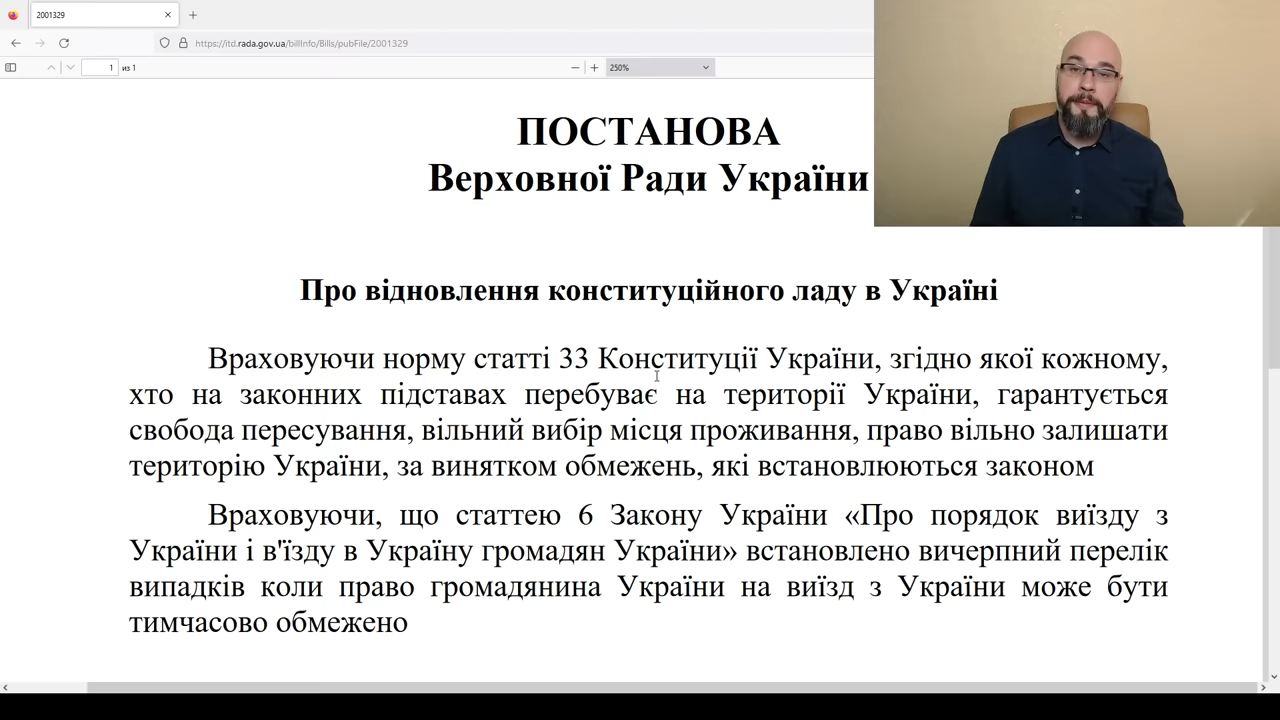 2001329
https://itd.rada.gov.ua/billInfo/Bills/pubFile/2001329
1 из 1
250%
ПОСТАНОВА
Верховної Ради України
Про відновлення конституційного ладу в Україні
Враховуючи норму статті 33 Конституції України, згідно якої кожному,
хто на законних підставах перебуває на території України, гарантується
свобода пересування, вільний вибір місця проживання, право вільно залишати
територію України, за винятком обмежень, які встановлюються законом
Враховуючи, що статтею 6 Закону України «Про порядок виїзду з
України і в'їзду в Україну громадян України» встановлено вичерпний перелік
випадків коли право громадянина України на виїзд з України може бути
тимчасово обмежено